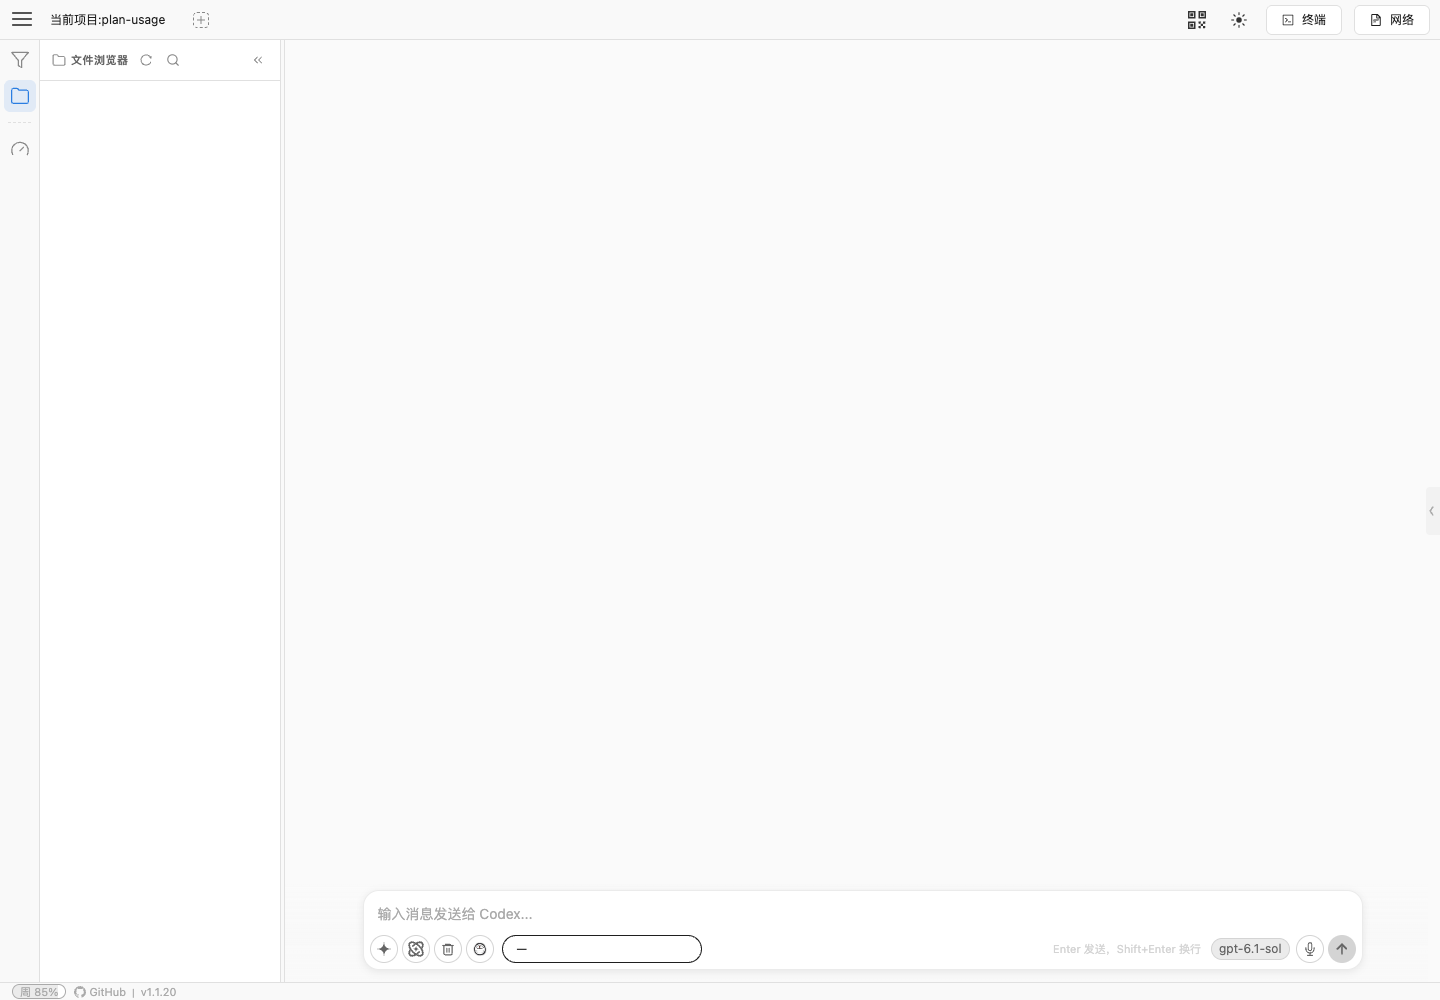 当前项目:plan-usage
终端
网络
文件浏览器
输入消息发送给 Codex...
Enter 发送，Shift+Enter 换行
gpt-6.1-sol
周 85%
GitHub | v1.1.20